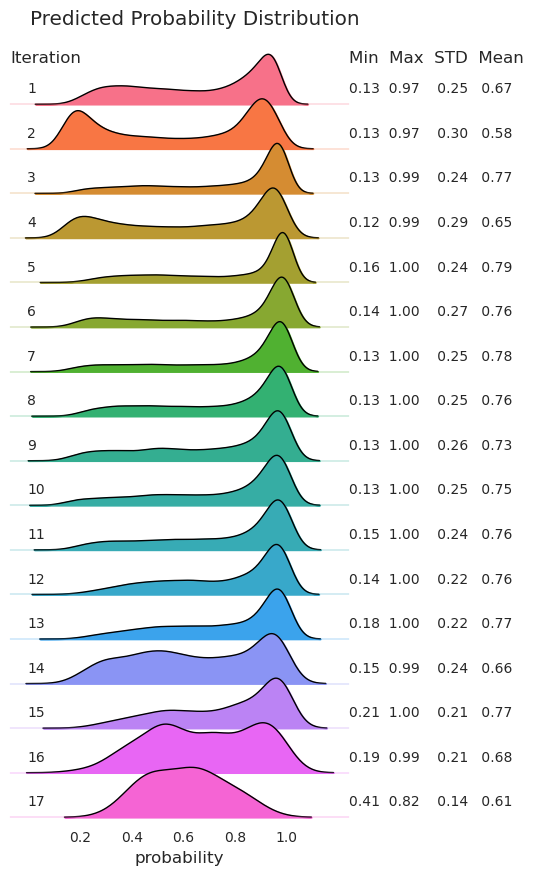 Predicted Probability Distribution
Iteration Min Max STD Mean
1 0.13 0.97 0.25 0.67
2 0.13 0.97 0.30 0.58
3 0.13 0.99 0.24 0.77
4 0.12 0.99 0.29 0.65
5 0.16 1.00 0.24 0.79
6 0.14 1.00 0.27 0.76
7 0.13 1.00 0.25 0.78
8 0.13 1.00 0.25 0.76
9 0.13 1.00 0.26 0.73
10 0.13 1.00 0.25 0.75
11 0.15 1.00 0.24 0.76
12 0.14 1.00 0.22 0.76
13 0.18 1.00 0.22 0.77
14 0.15 0.99 0.24 0.66
15 0.21 1.00 0.21 0.77
16 0.19 0.99 0.21 0.68
17 0.41 0.82 0.14 0.61
0.2 0.4 0.6 0.8 1.0
probability